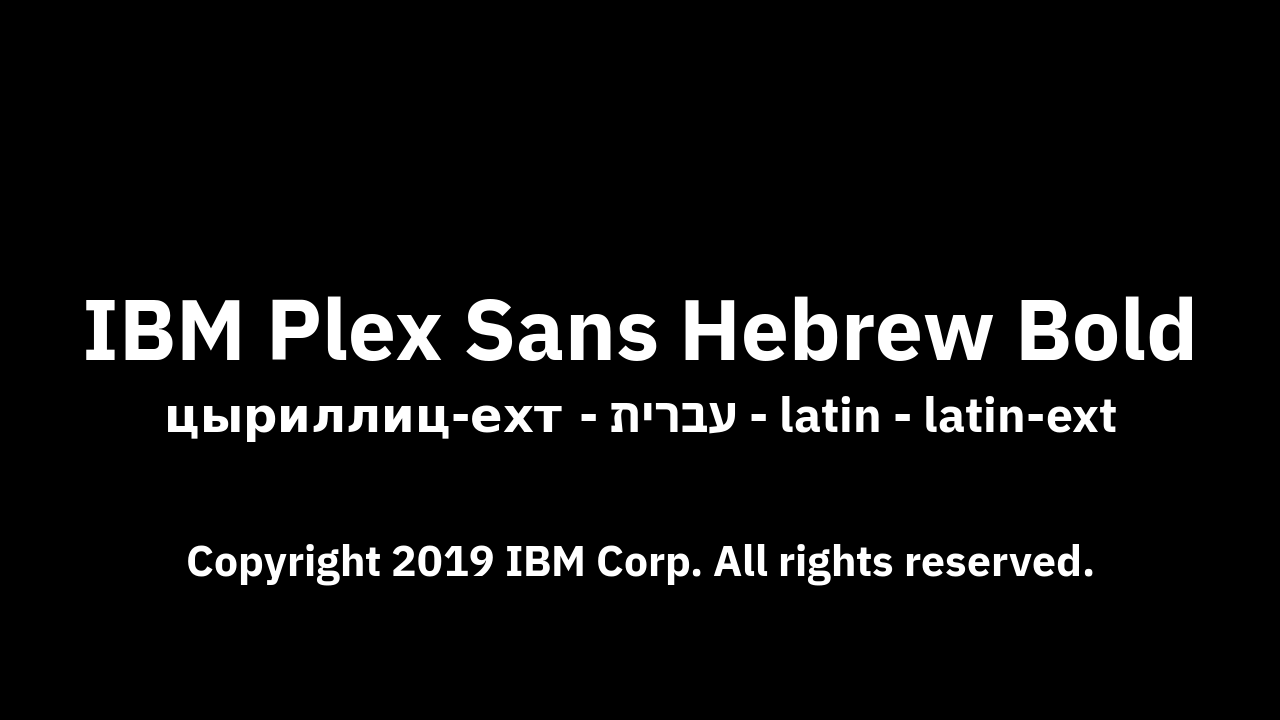 IBM Plex Sans Hebrew Bold
цыриллиц-ехт - עברית - latin - latin-ext
Copyright 2019 IBM Corp. All rights reserved.